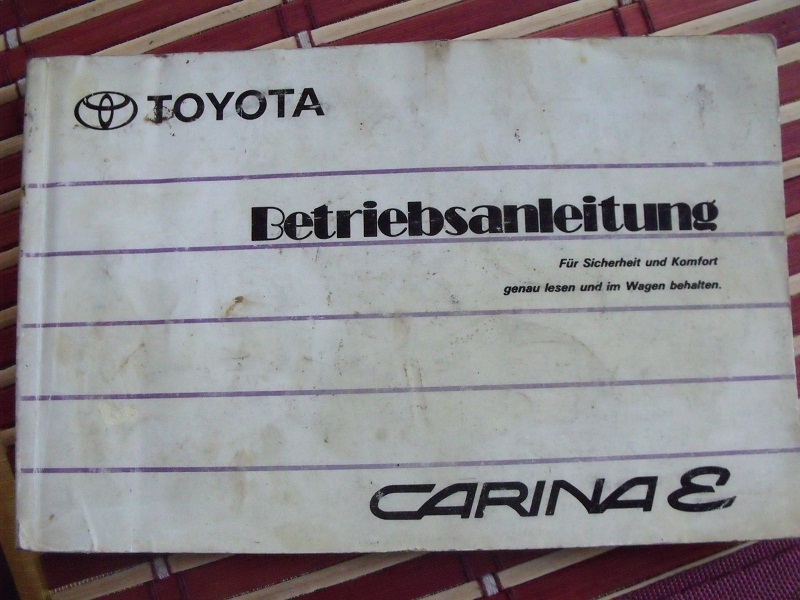 TOYOTA
Betriebsanleitung
Für Sicherheit und Komfort
genau lesen und im Wagen behalten.
CARINA E